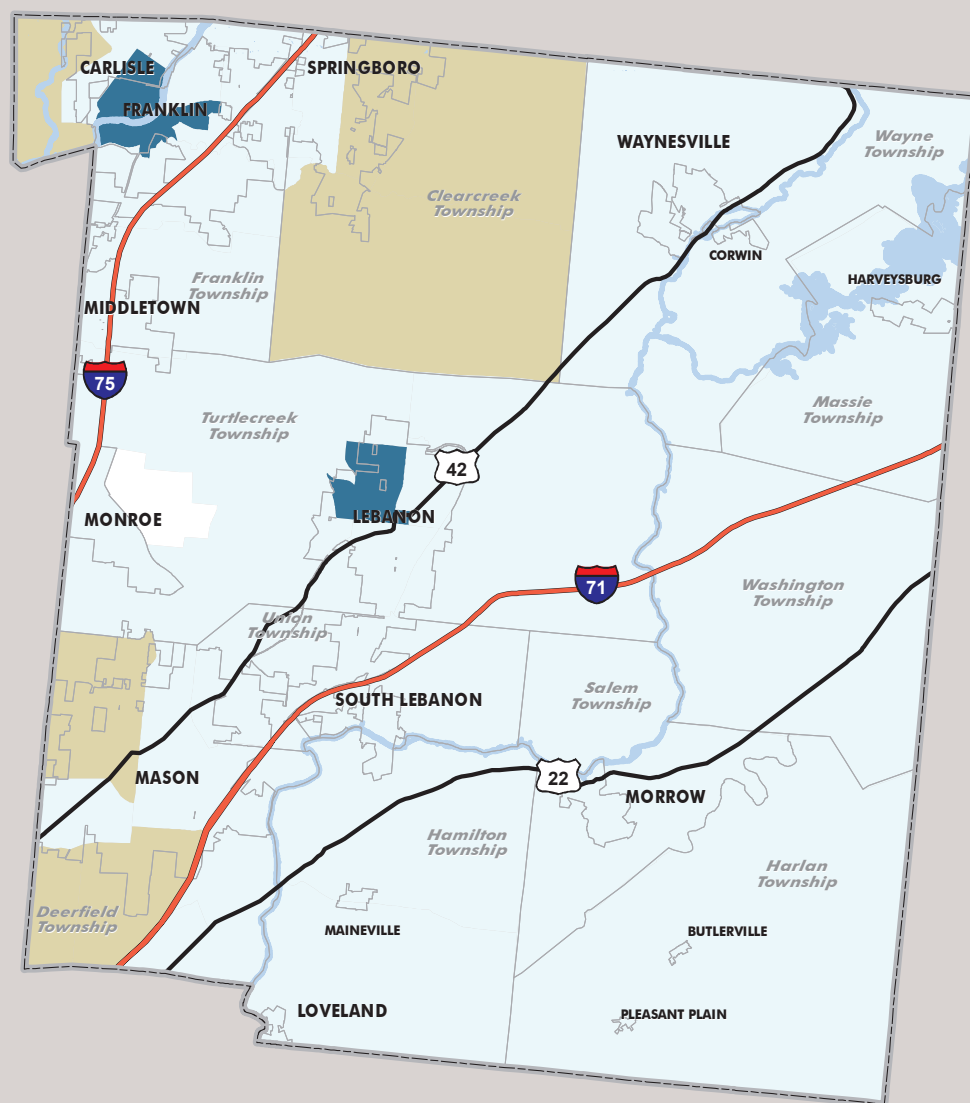 CARLISLE
SPRINGBORO
FRANKLIN
WAYNESVILLE
Wayne
Township
Clearcreek
Township
CORWIN
HARVEYSBURG
Franklin
Township
MIDDLETOWN
75
Massie
Township
Turtlecreek
Township
42
LEBANON
MONROE
71
Washington
Township
Union
Township
Salem
Township
SOUTH LEBANON
MASON
22
MORROW
Hamilton
Township
Harlan
Township
Deerfield
Township
MAINEVILLE
BUTLERVILLE
LOVELAND
PLEASANT PLAIN